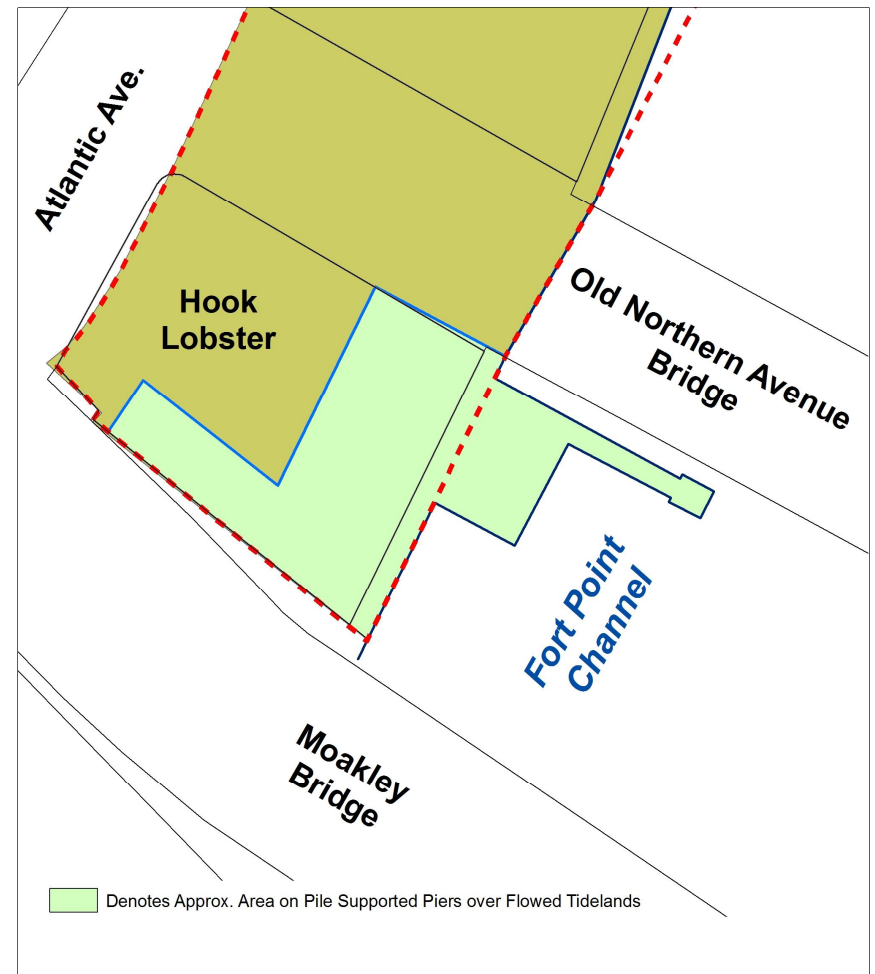 Atlantic Ave.
Hook
Lobster
Old Northern Avenue
Bridge
Fort Point
Channel
Moakley
Bridge
Denotes Approx. Area on Pile Supported Piers over Flowed Tidelands